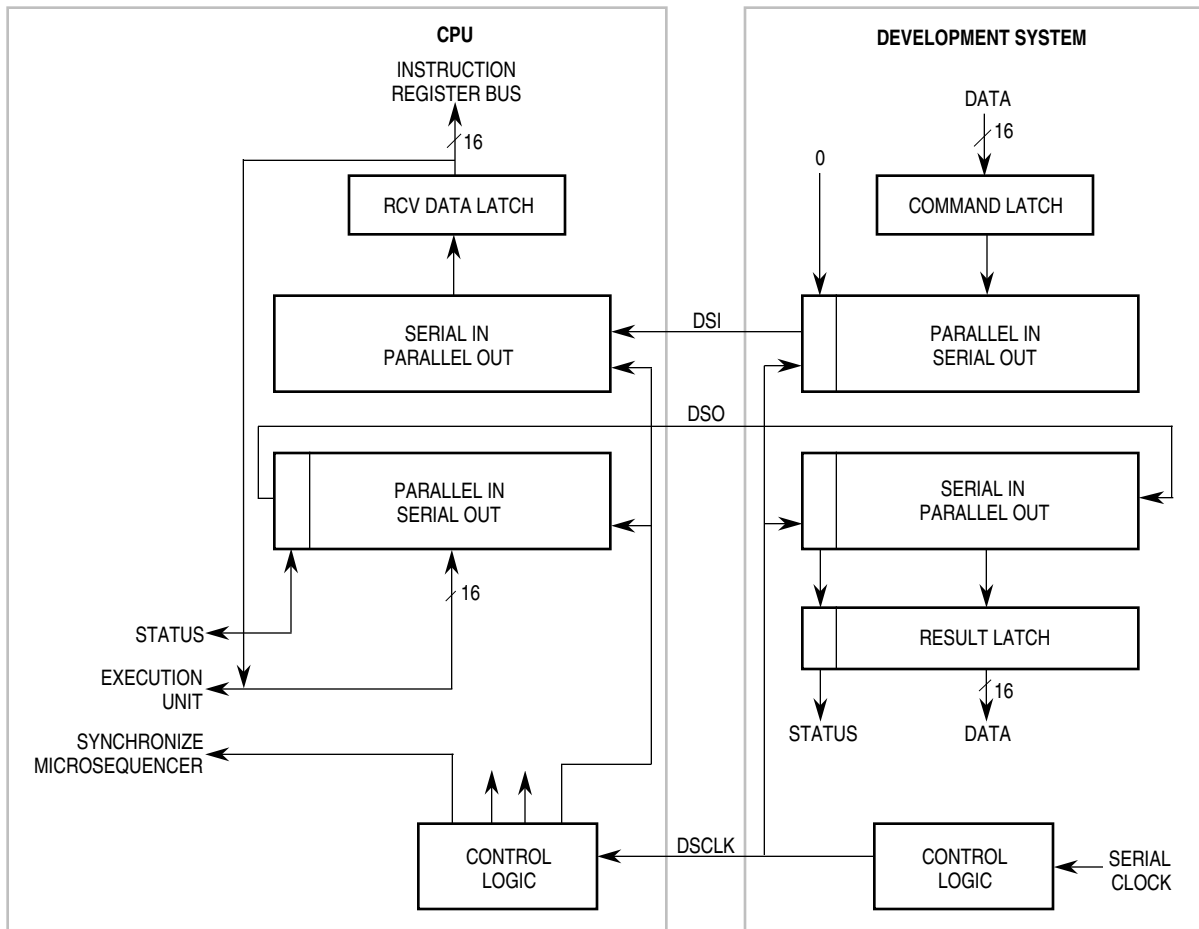 CPU
INSTRUCTION
REGISTER BUS
16
RCV DATA LATCH
SERIAL IN
PARALLEL OUT
PARALLEL IN
SERIAL OUT
16
STATUS
EXECUTION
UNIT
SYNCHRONIZE
MICROSEQUENCER
CONTROL
LOGIC
DSI
DSO
DSCLK
DEVELOPMENT SYSTEM
DATA
16
0
COMMAND LATCH
PARALLEL IN
SERIAL OUT
SERIAL IN
PARALLEL OUT
RESULT LATCH
16
STATUS
DATA
CONTROL
LOGIC
SERIAL
CLOCK